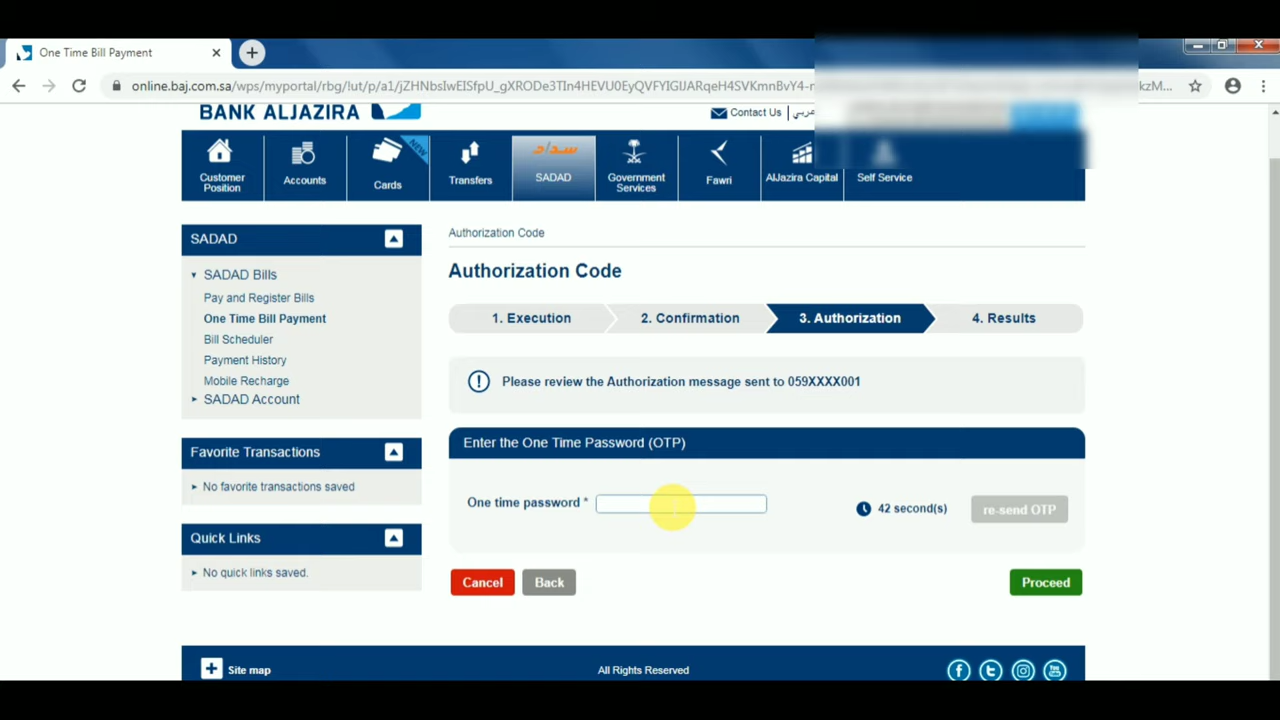 One Time Bill Payment
online.baj.com.sa/wps/myportal/rbg/lut/p/a1/jZHNbsIwEISfpU_gXRODe3TIn4HEVU0EyQVFYIGIJARqeH4SVKmnBvY4-
BANK ALJAZIRA
Contact Us | عربي
Customer Position
Accounts
Cards
NEW
Transfers
سداد
SADAD
Government Services
Fawri
AlJazira Capital
Self Service
SADAD
SADAD Bills
Pay and Register Bills
One Time Bill Payment
Bill Scheduler
Payment History
Mobile Recharge
SADAD Account
Favorite Transactions
No favorite transactions saved
Quick Links
No quick links saved.
Authorization Code
Authorization Code
1. Execution
2. Confirmation
3. Authorization
4. Results
Please review the Authorization message sent to 059XXXX001
Enter the One Time Password (OTP)
One time password *
42 second(s)
re-send OTP
Cancel
Back
Proceed
Site map
All Rights Reserved